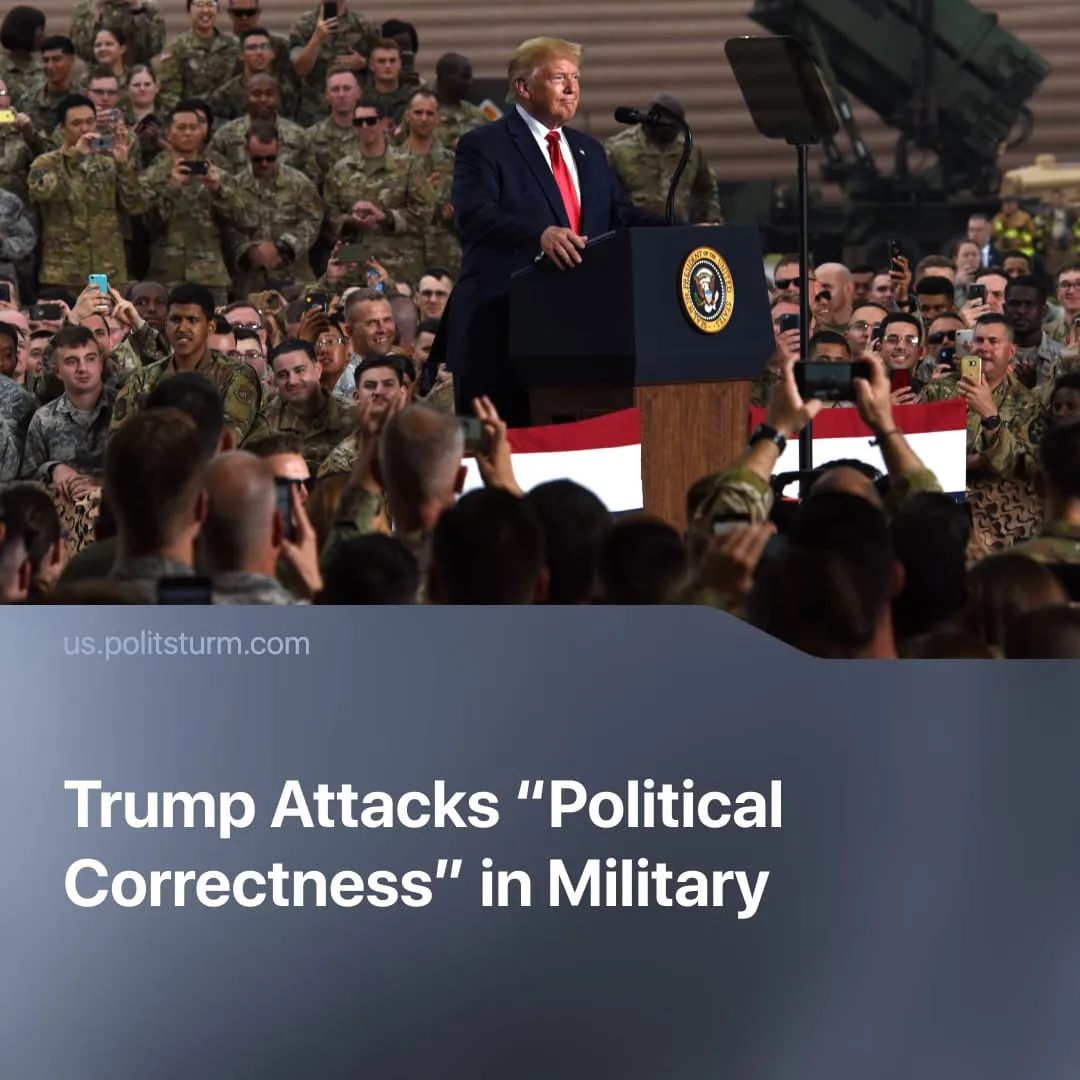 us.politsturm.com
Trump Attacks “Political
Correctness” in Military